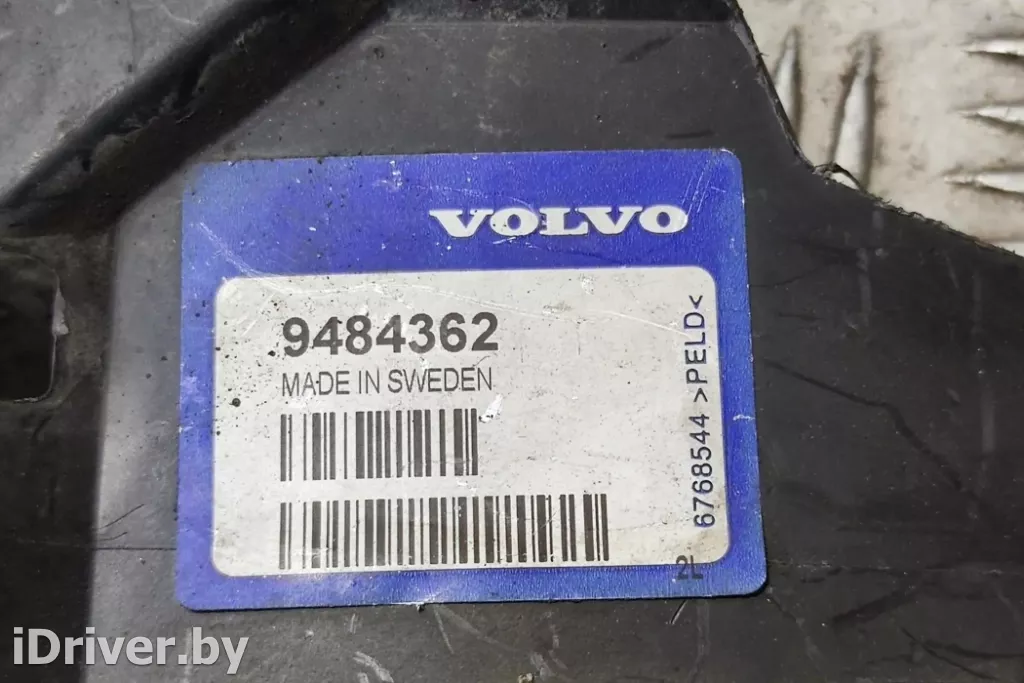 VOLVO
9484362
MADE IN SWEDEN
6768544 >PELD<
2L
iDriver.by